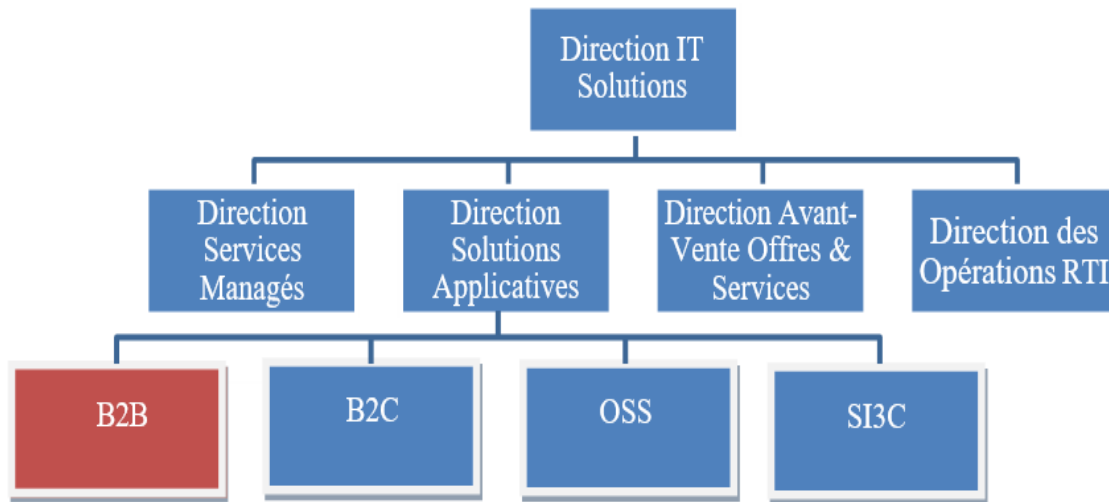 Direction IT
Solutions
Direction
Services
Managés
Direction
Solutions
Applicatives
Direction Avant-
Vente Offres &
Services
Direction des
Opérations RTI
B2B
B2C
OSS
SI3C